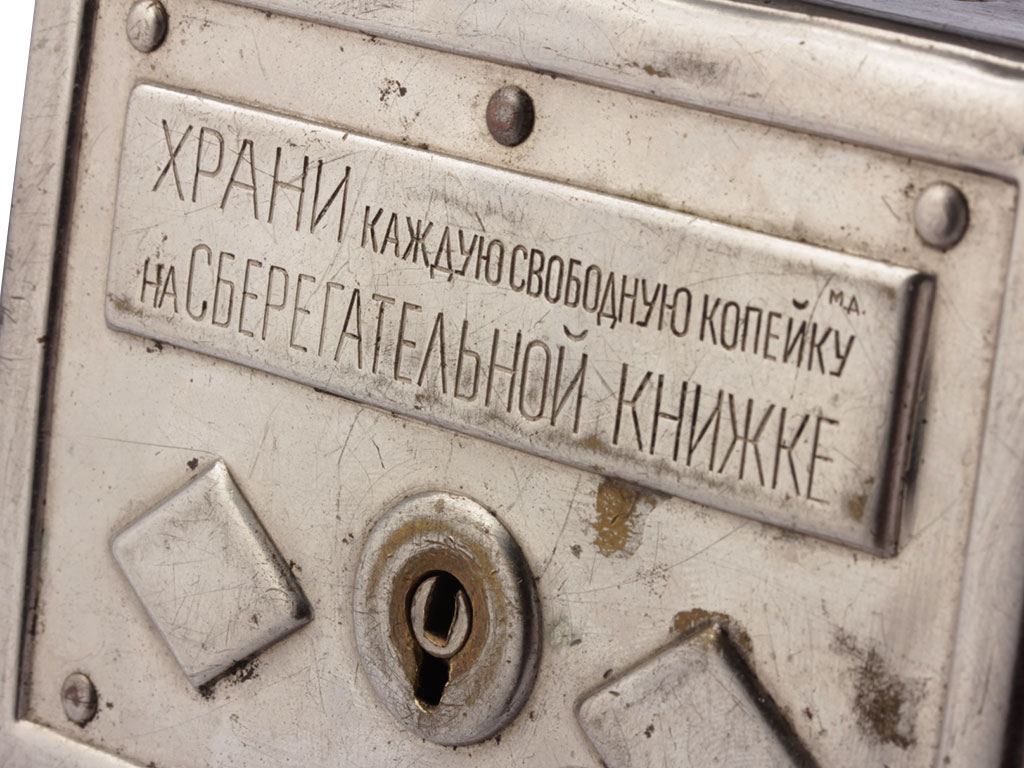 ХРАНИ КАЖДУЮ СВОБОДНУЮ КОПЕЙКУ
М.Д.
НА СБЕРЕГАТЕЛЬНОЙ КНИЖКЕ